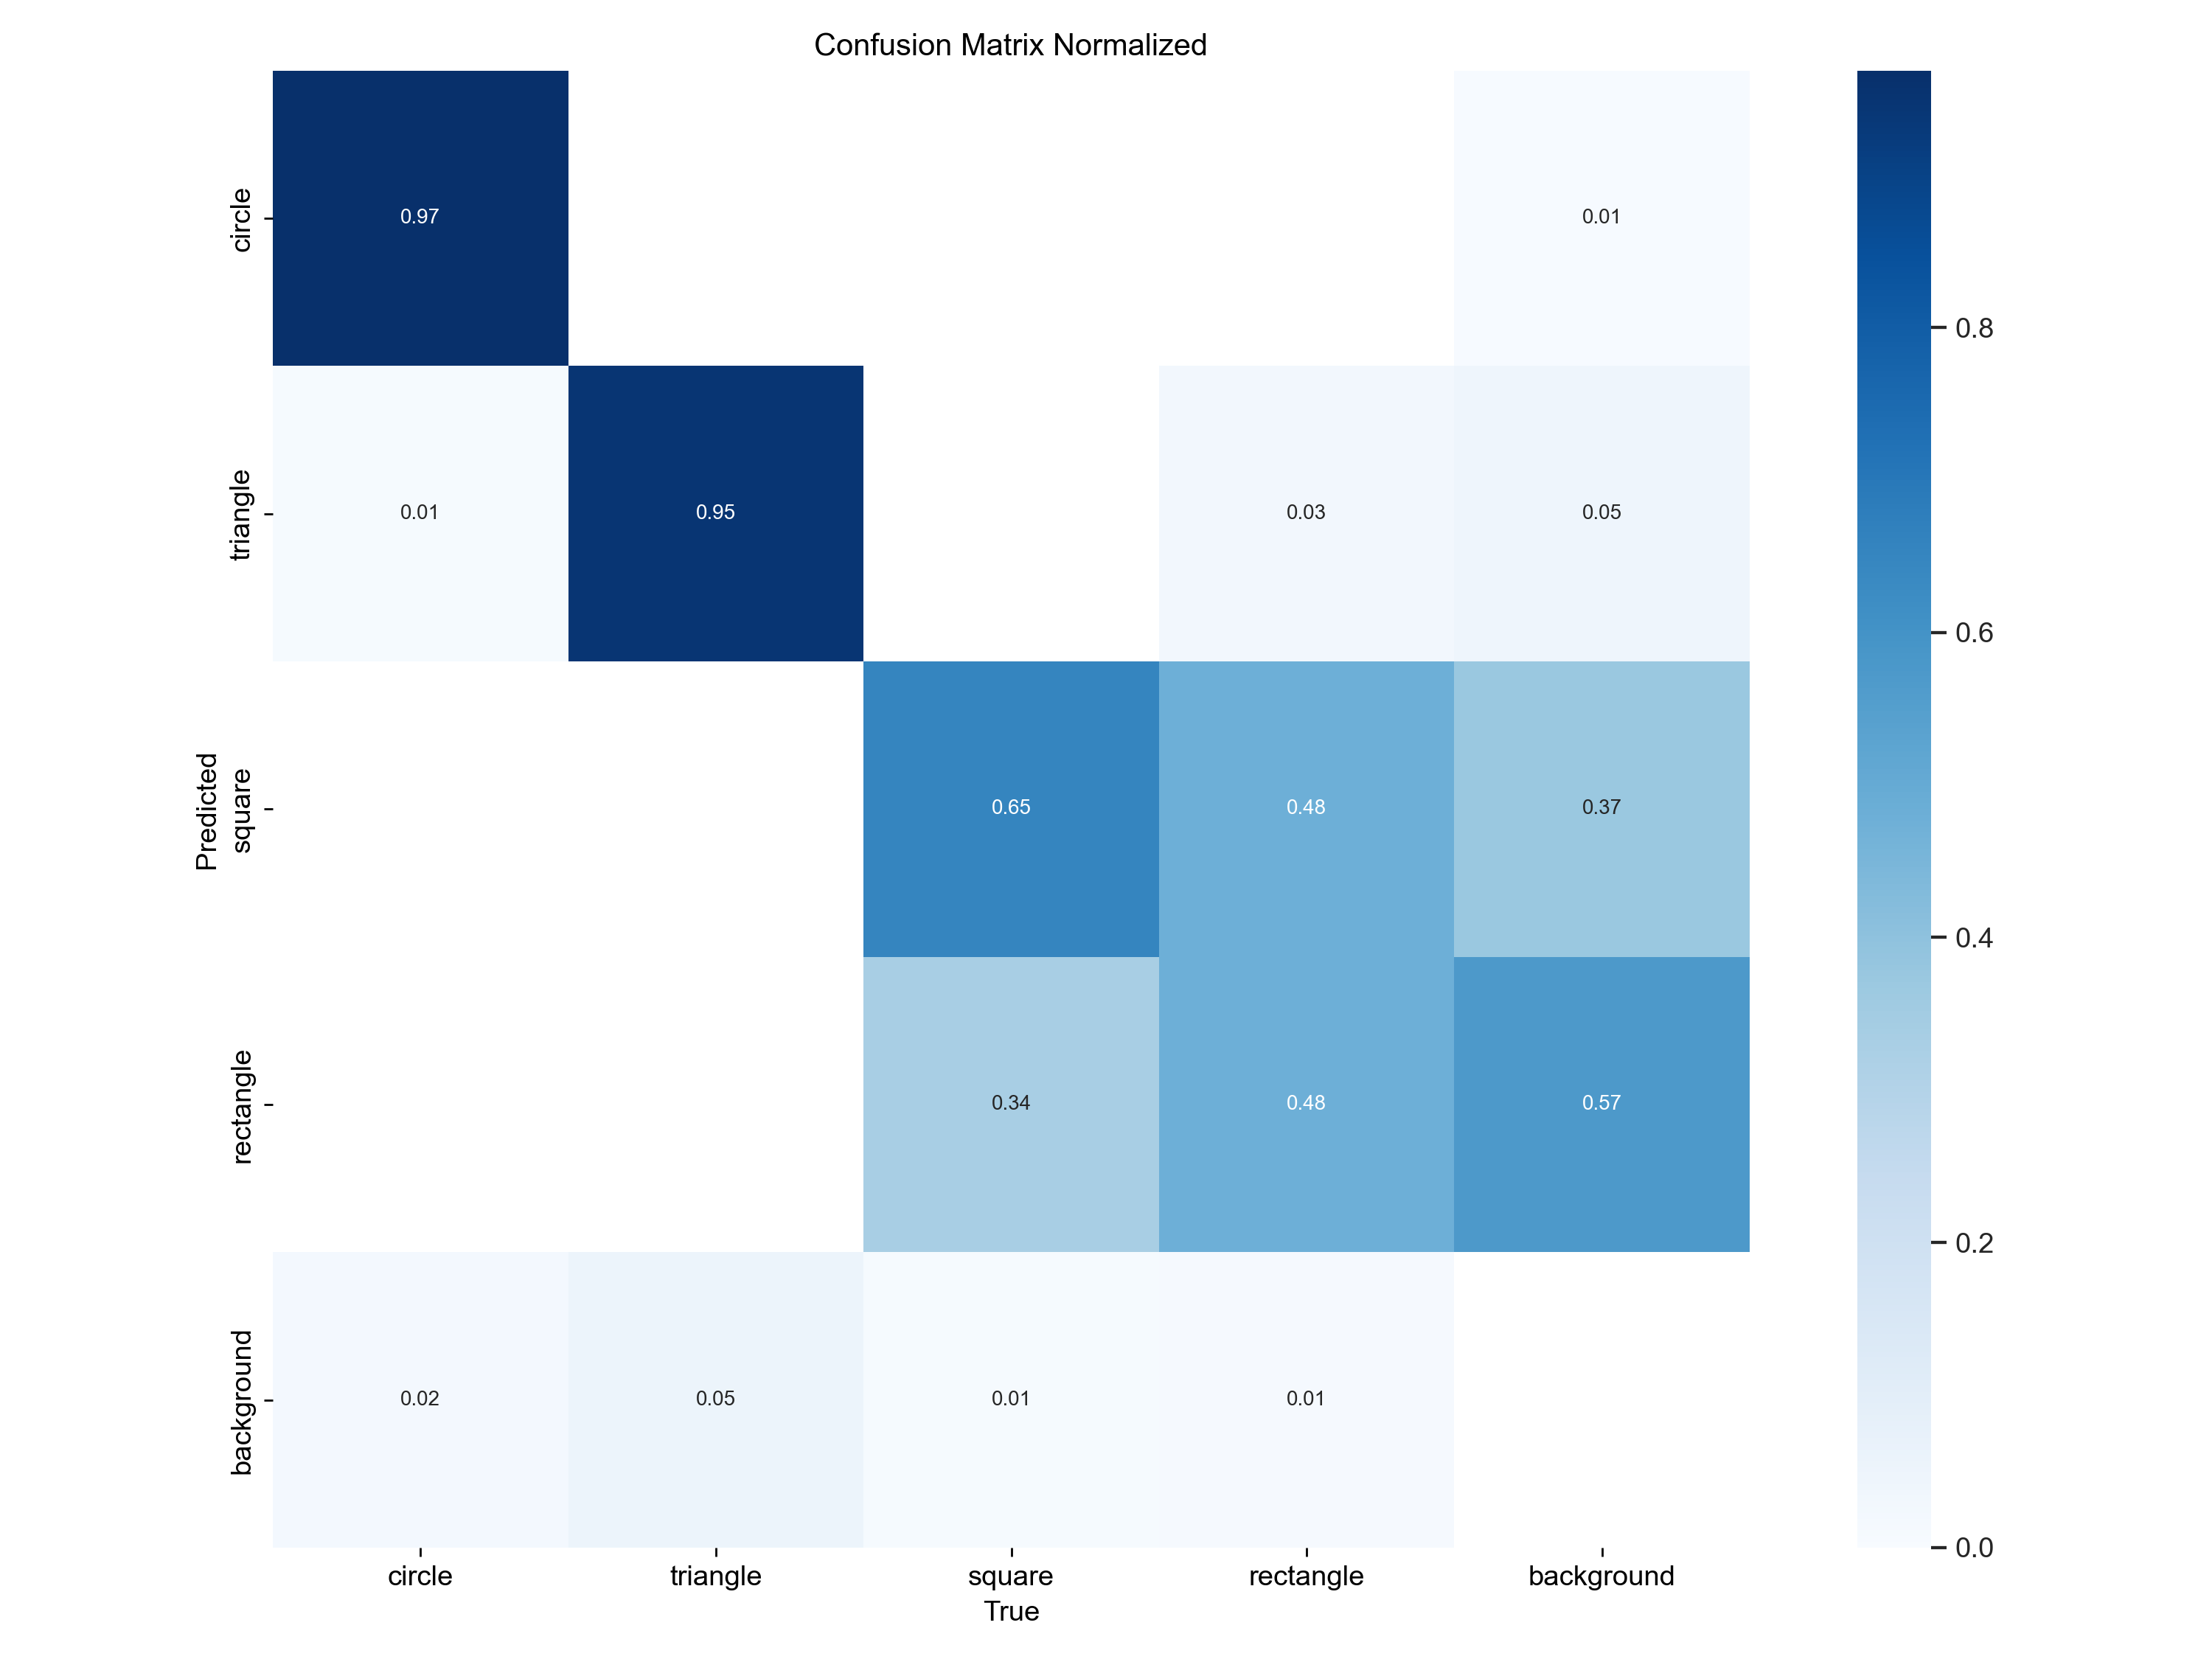 Confusion Matrix Normalized
circle
0.97
0.01
triangle
0.01
0.95
0.03
0.05
Predicted
square
0.65
0.48
0.37
rectangle
0.34
0.48
0.57
background
0.02
0.05
0.01
0.01
circle
triangle
square
rectangle
background
True
0.8
0.6
0.4
0.2
0.0